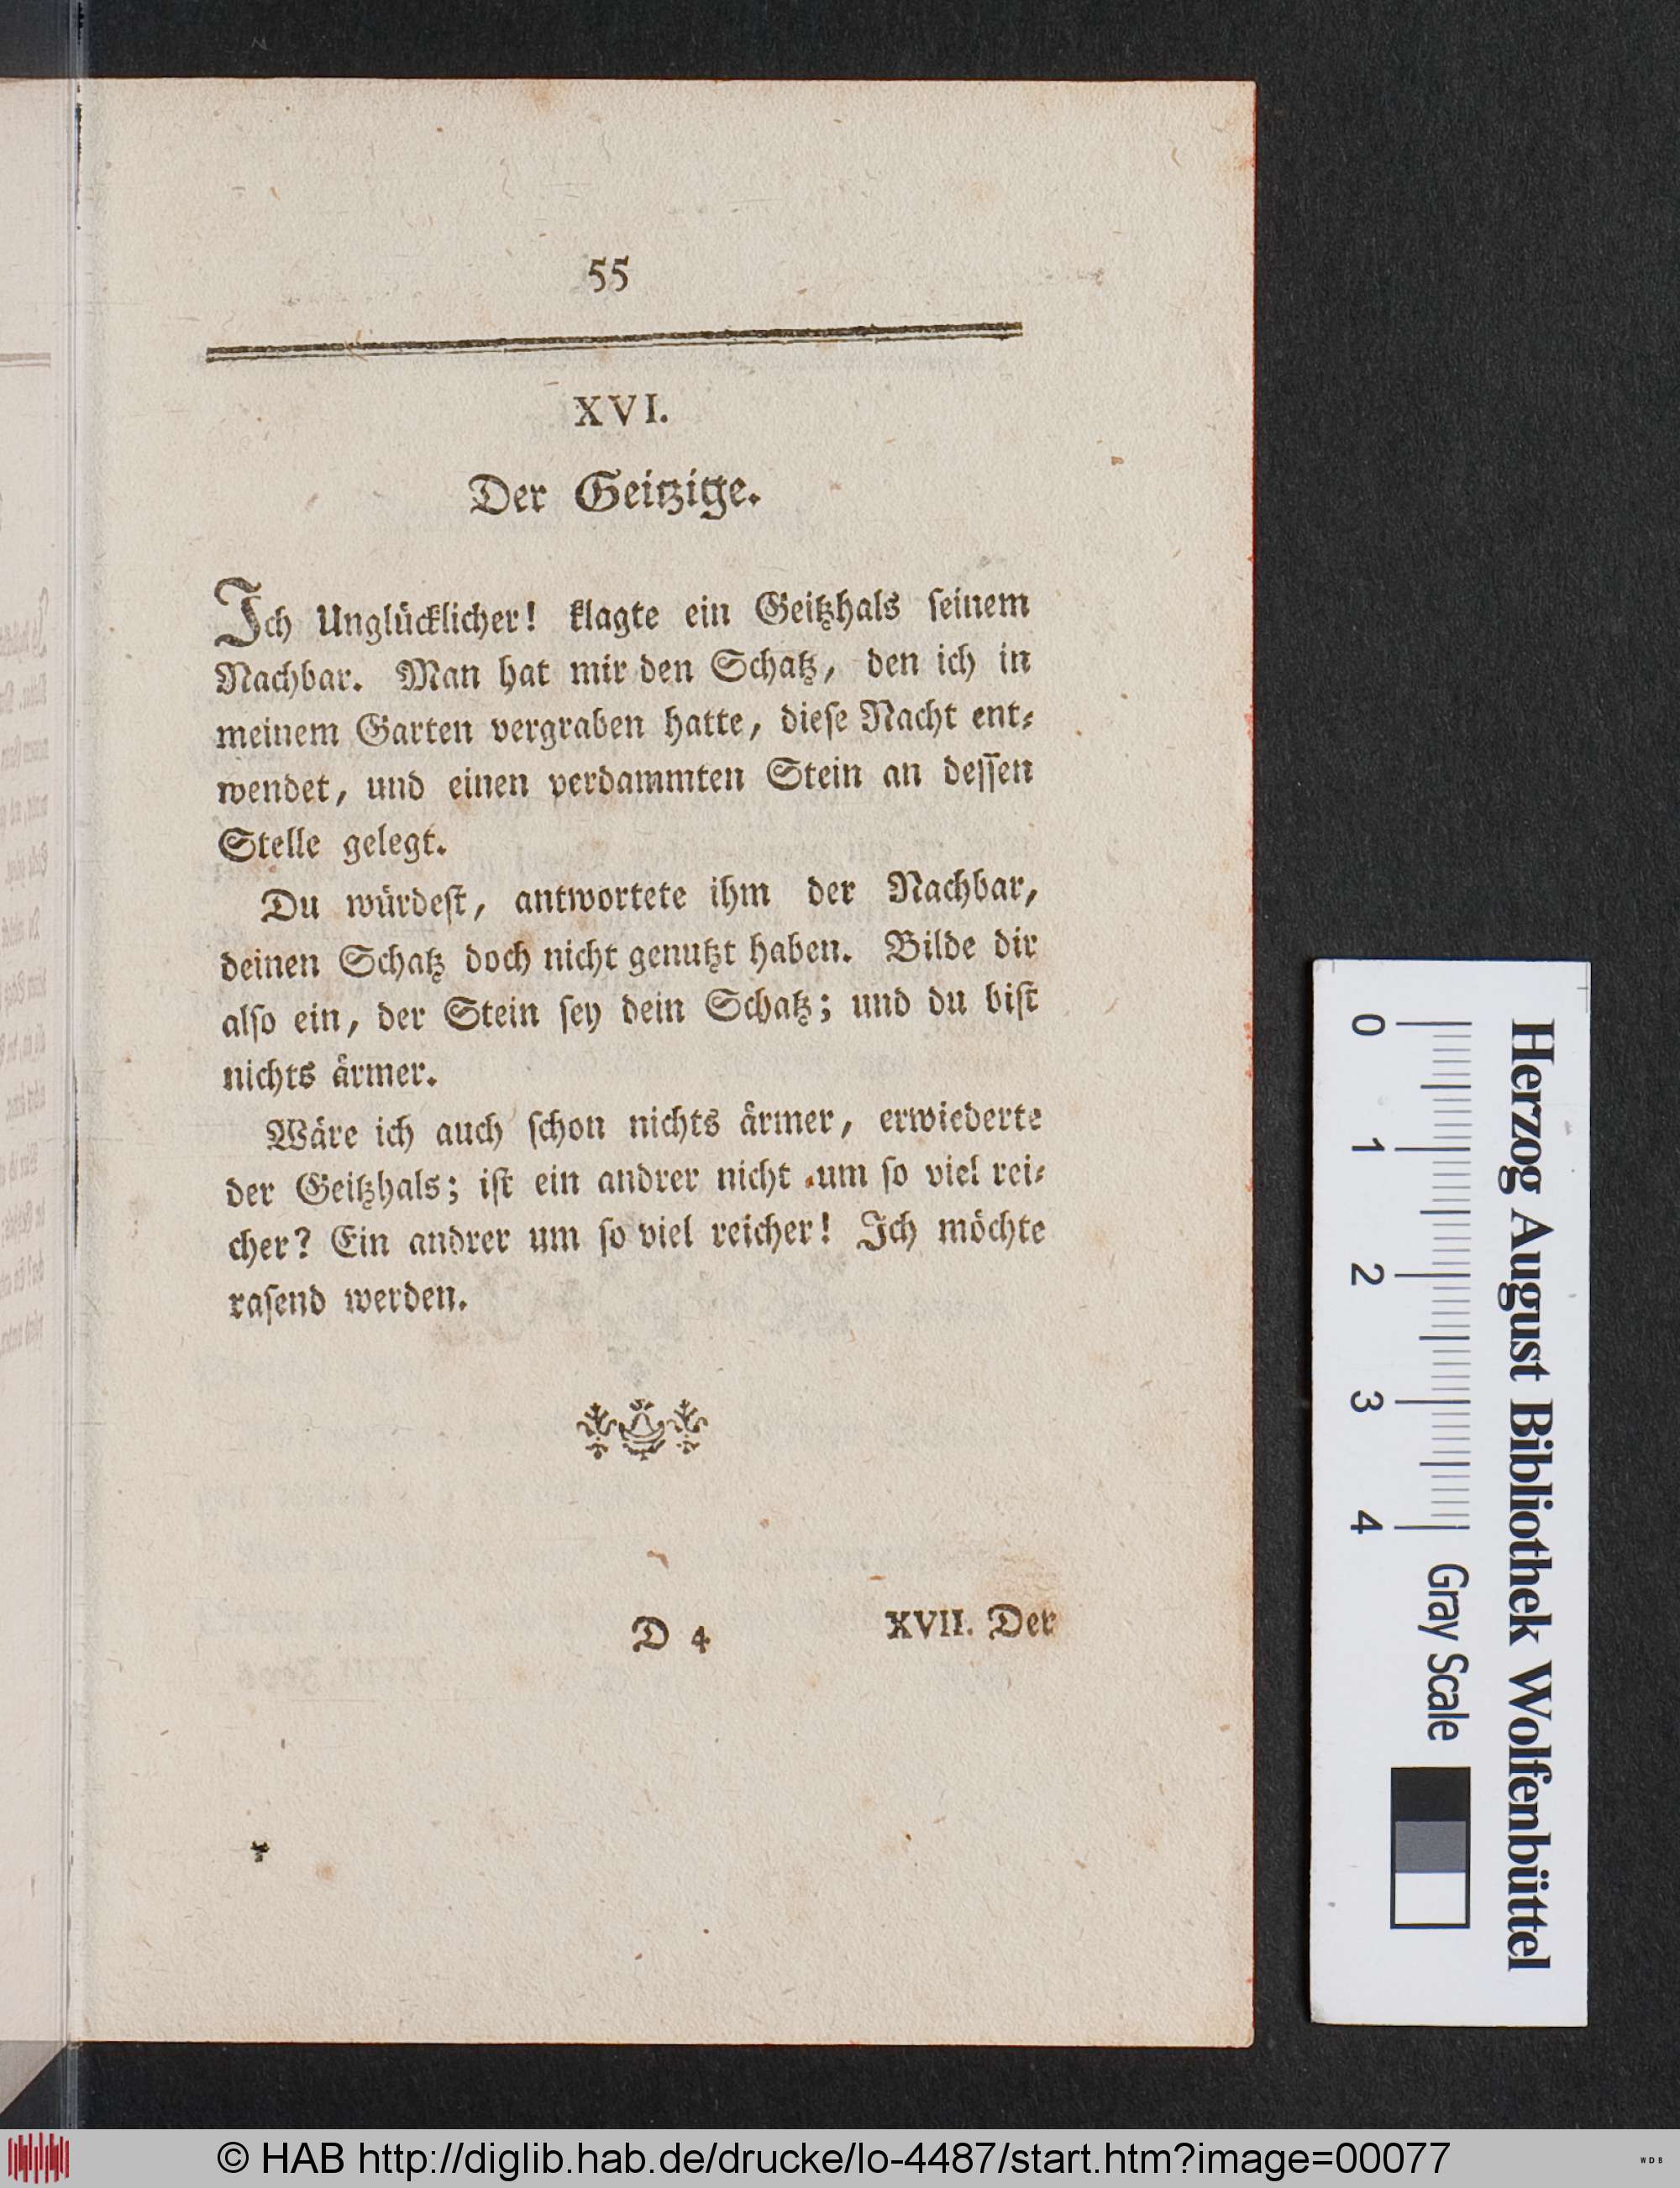 55
XVI.
Der Geitzige.
Ich Unglücklicher! klagte ein Geitzhals ſeinem
Nachbar. Man hat mir den Schatz, den ich in
meinem Garten vergraben hatte, dieſe Nacht ent⸗
wendet, und einen verdammten Stein an deſſen
Stelle gelegt.
Du würdeſt, antwortete ihm der Nachbar,
deinen Schatz doch nicht genutzt haben. Bilde dir
alſo ein, der Stein ſey dein Schatz; und du biſt
nichts ärmer.
Wäre ich auch ſchon nichts ärmer, erwiederte
der Geitzhals; iſt ein andrer nicht um ſo viel rei⸗
cher? Ein andrer um ſo viel reicher! Ich möchte
raſend werden.
D 4 XVII. Der
Herzog August Bibliothek Wolfenbüttel
0 1 2 3 4 Gray Scale
© HAB http://diglib.hab.de/drucke/lo-4487/start.htm?image=00077
WDB